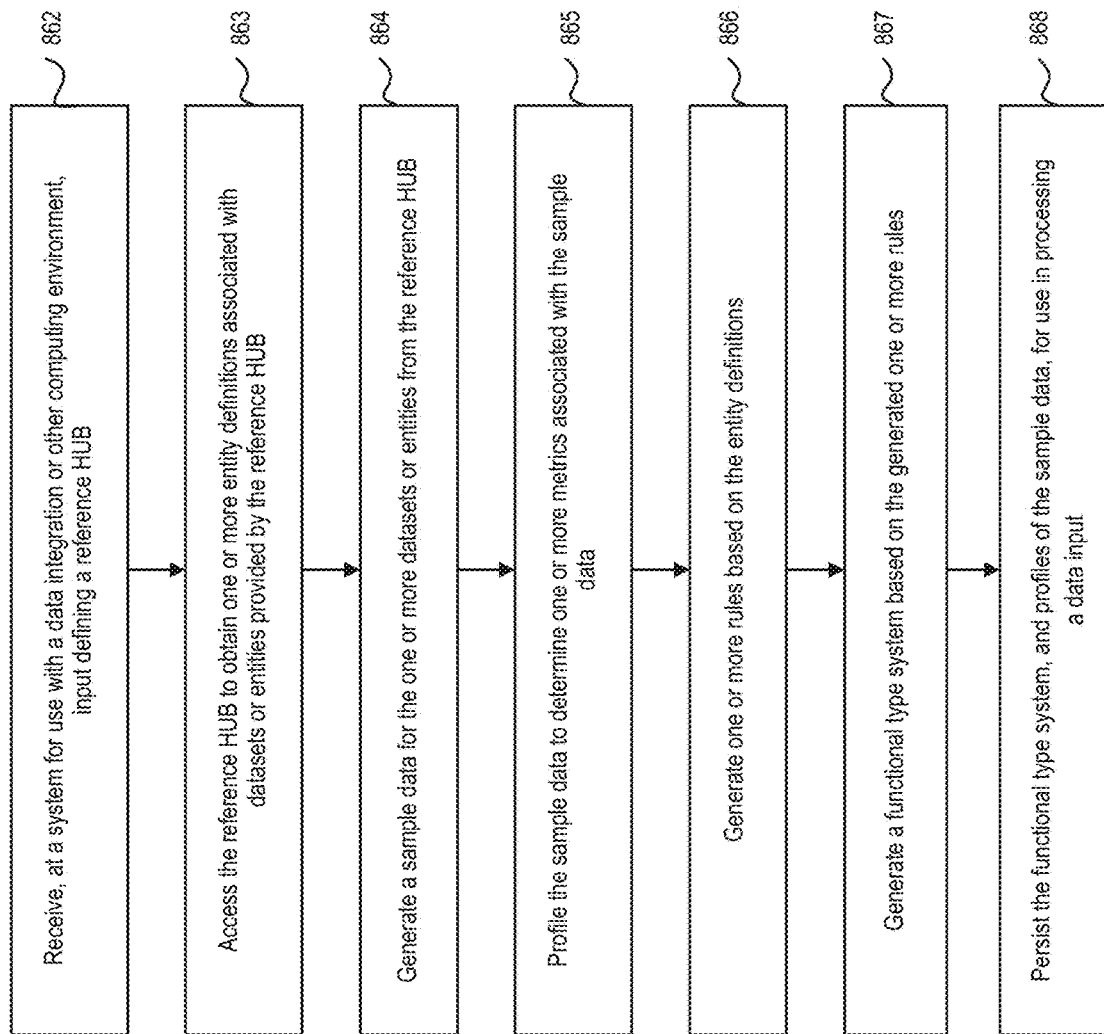 Receive, at a system for use with a data integration or other computing environment,
input defining a reference HUB
862
Access the reference HUB to obtain one or more entity definitions associated with
datasets or entities provided by the reference HUB
863
Generate a sample data for the one or more datasets or entities from the reference HUB
864
Profile the sample data to determine one or more metrics associated with the sample
data
865
Generate one or more rules based on the entity definitions
866
Generate a functional type system based on the generated one or more rules
867
Persist the functional type system, and profiles of the sample data, for use in processing
a data input
868